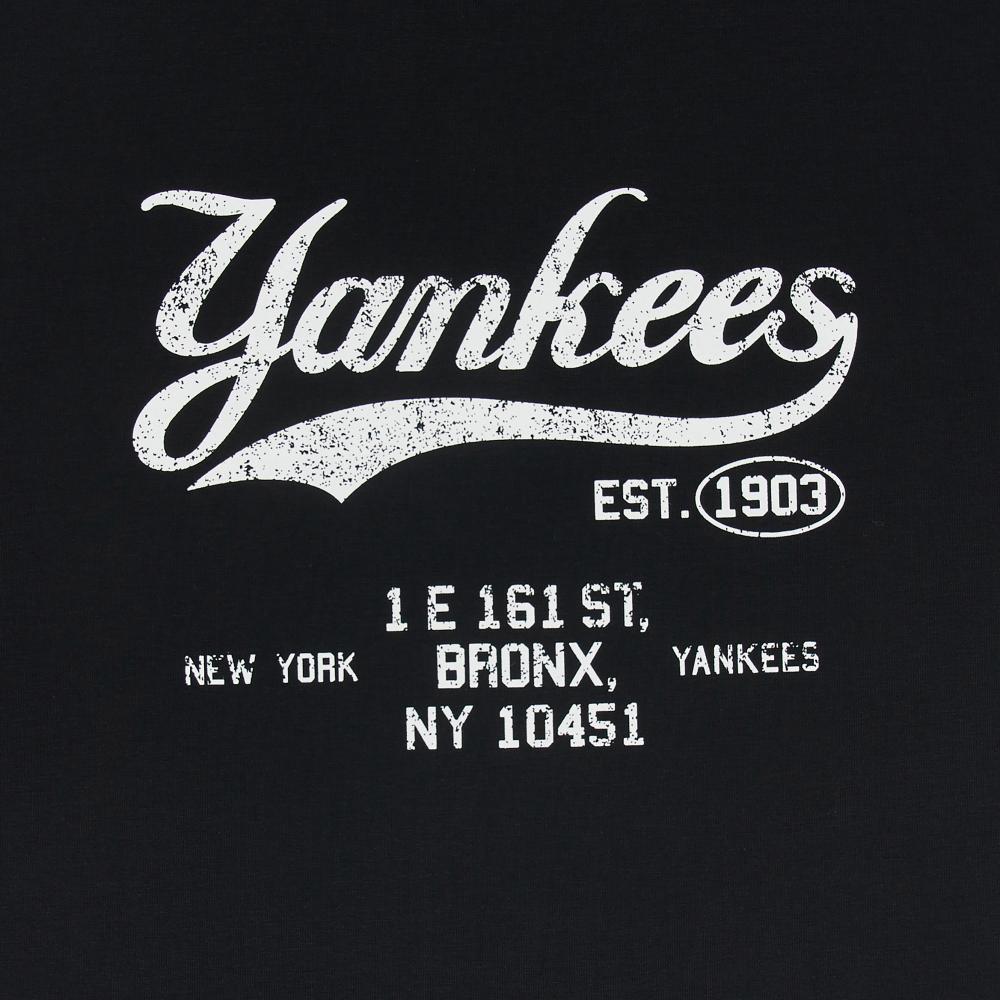 Yankees
EST. 1903
1 E 161 ST,
NEW YORK BRONX, YANKEES
NY 10451